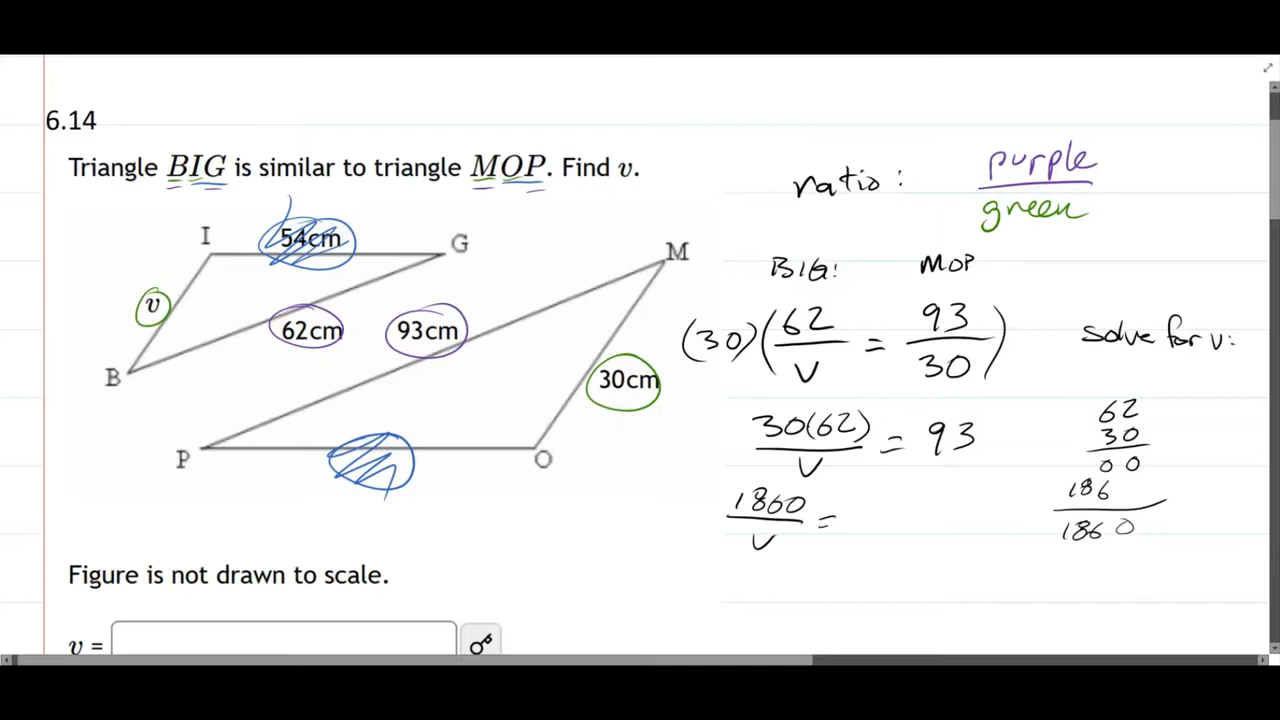 6.14
Triangle BIG is similar to triangle MOP. Find v.
ratio: purple
green
I
54cm
G
M
v
62cm
93cm
30cm
B
P
O
BIG: MOP
(30)(62/v = 93/30) solve for v:
30(62)/v = 93
1860/v =
62
30
00
186
1860
Figure is not drawn to scale.
v =